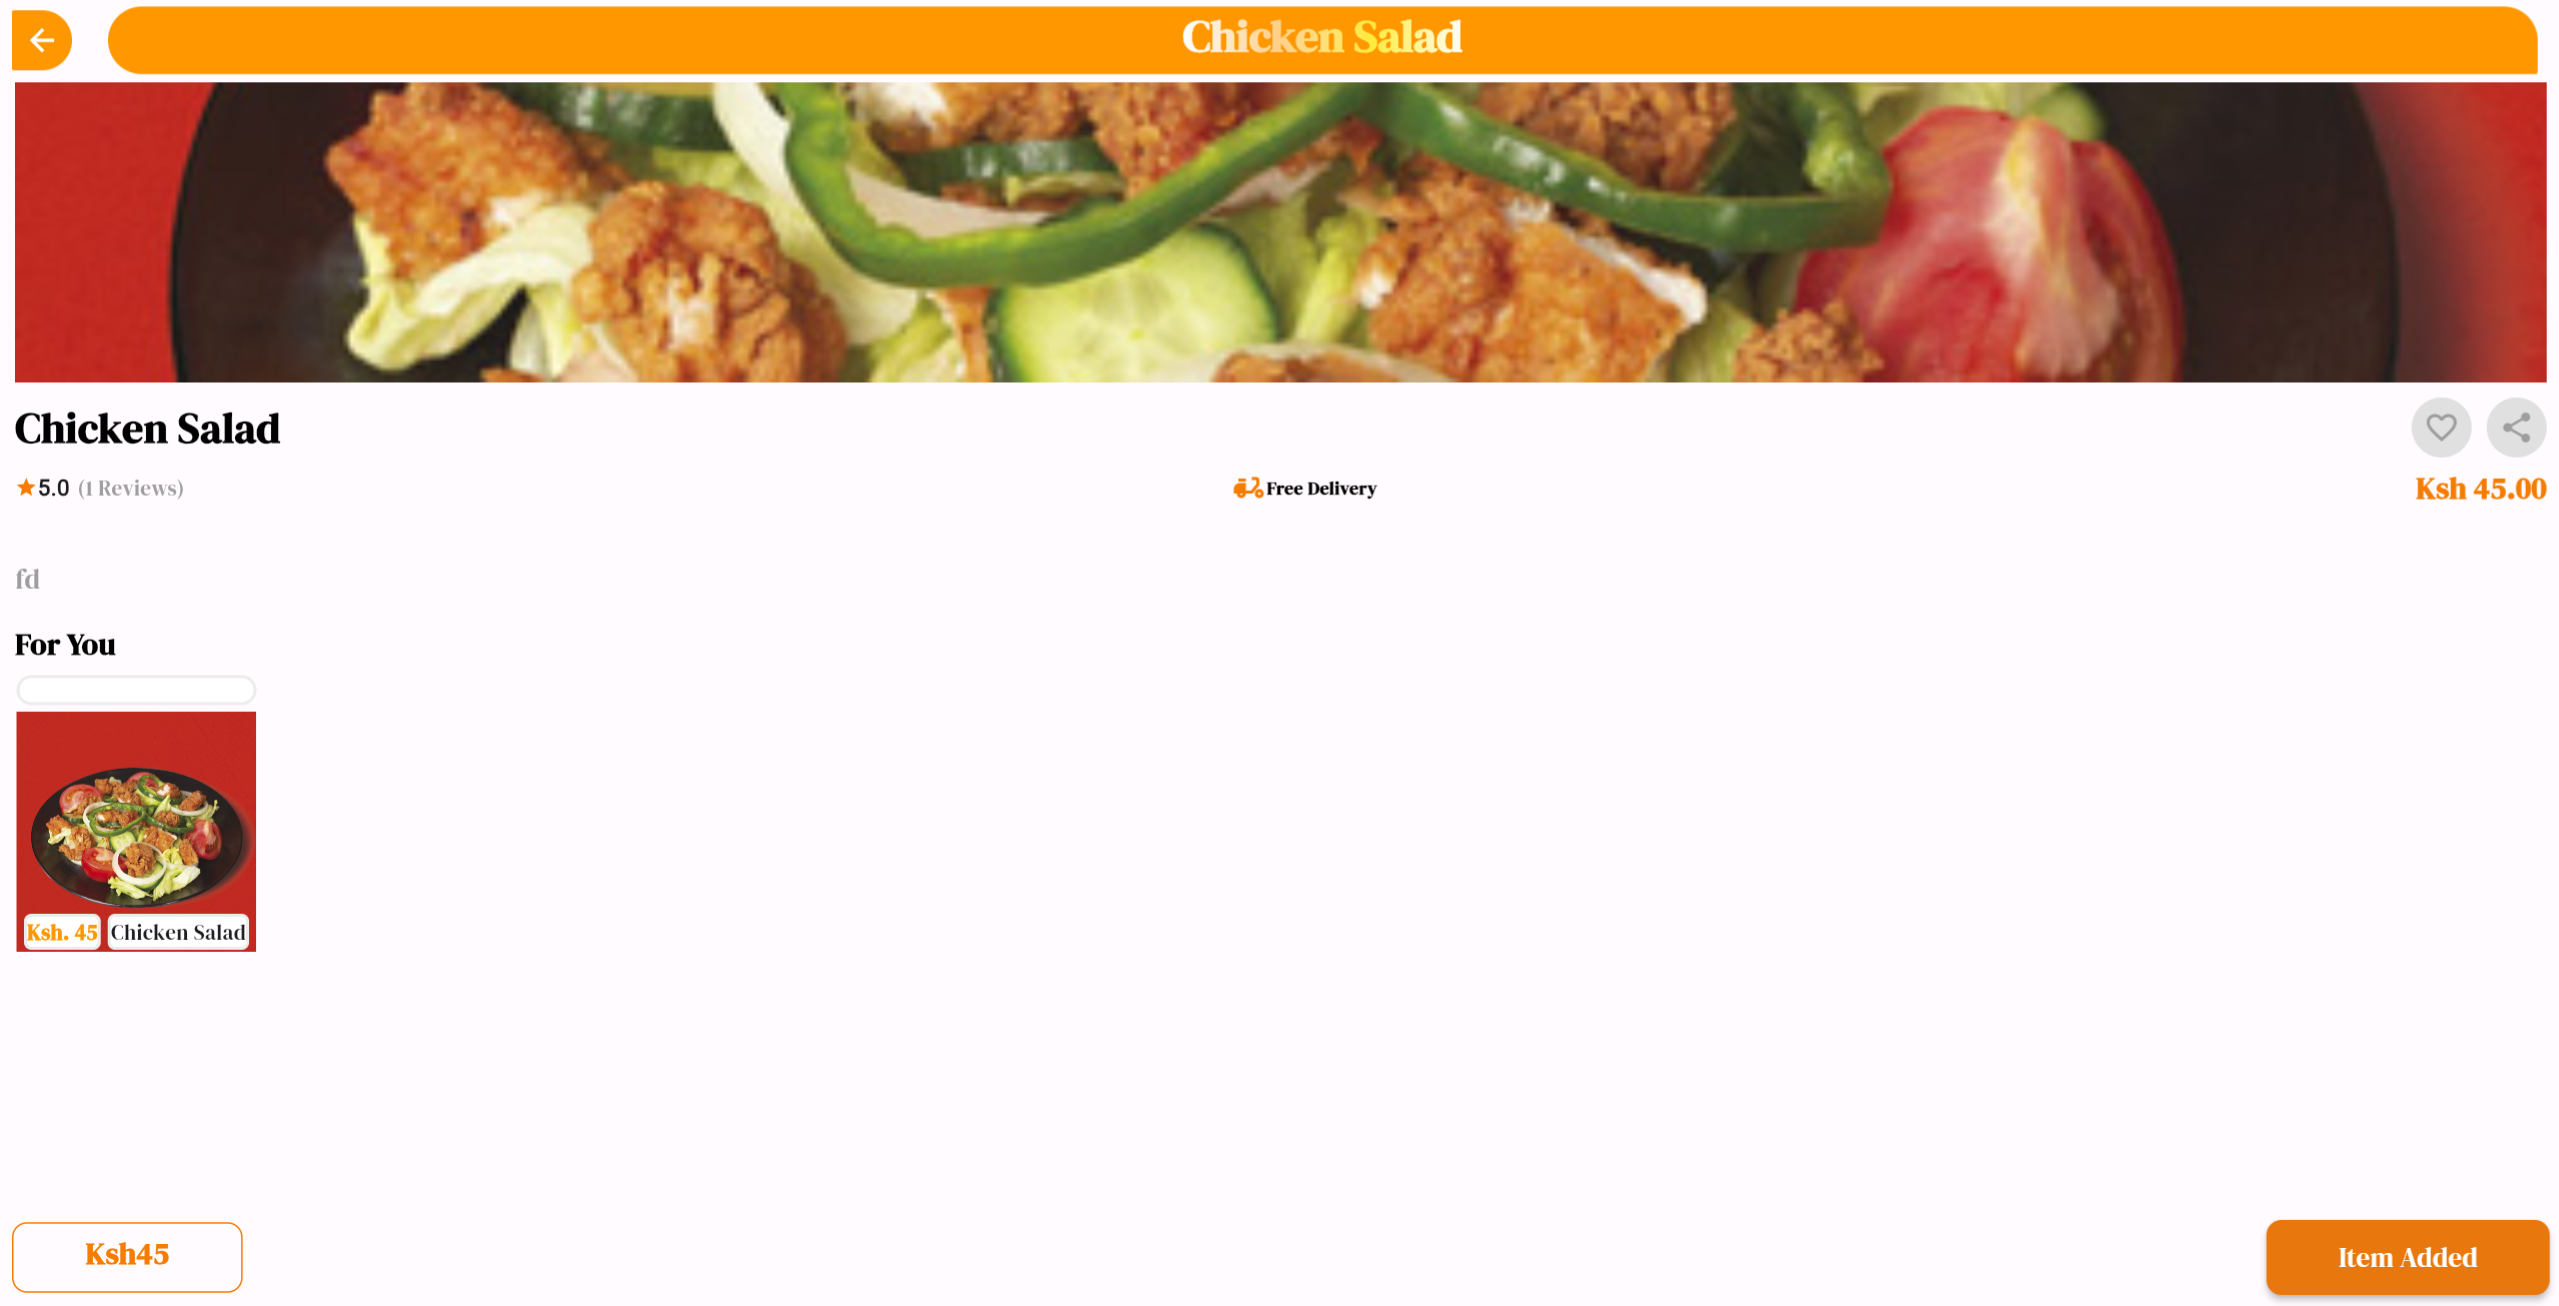 Chicken Salad
Chicken Salad
5.0 (1 Reviews)
Free Delivery
Ksh 45.00
fd
For You
Ksh. 45
Chicken Salad
Ksh45
Item Added